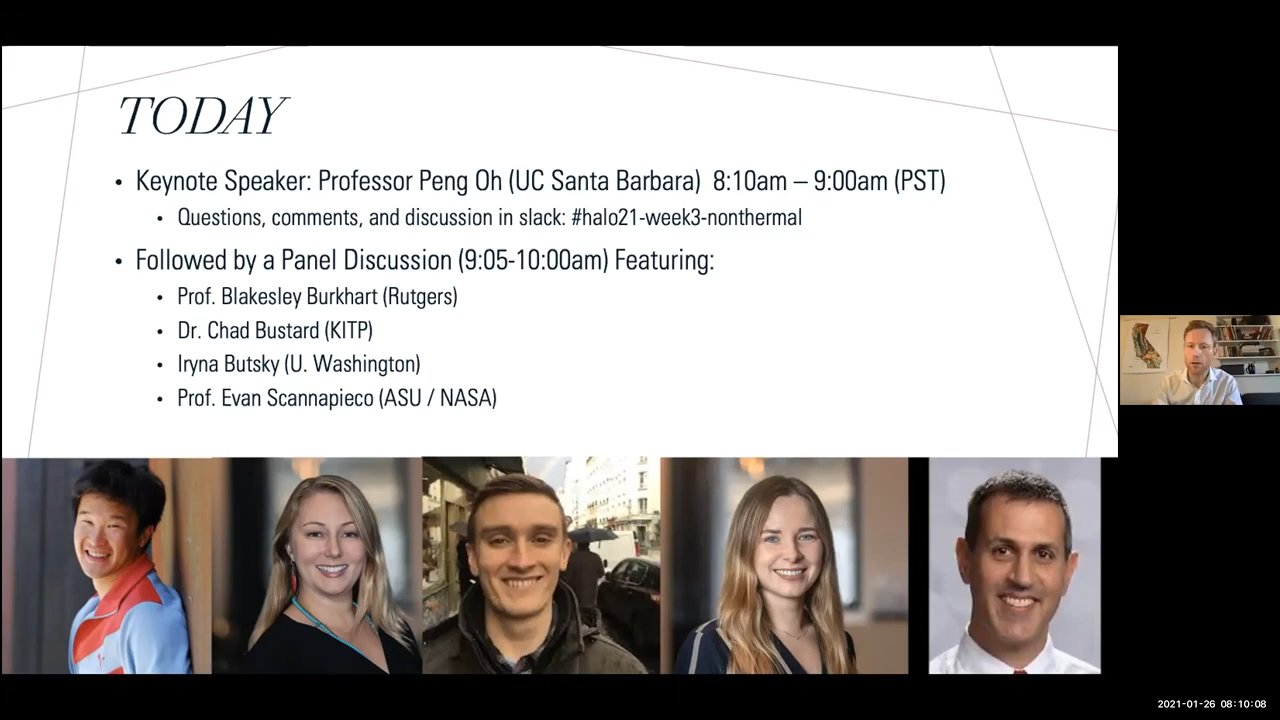 TODAY
• Keynote Speaker: Professor Peng Oh (UC Santa Barbara)  8:10am – 9:00am (PST)
• Questions, comments, and discussion in slack: #halo21-week3-nonthermal
• Followed by a Panel Discussion (9:05-10:00am) Featuring:
• Prof. Blakesley Burkhart (Rutgers)
• Dr. Chad Bustard (KITP)
• Iryna Butsky (U. Washington)
• Prof. Evan Scannapieco (ASU / NASA)
2021-01-26 08:10:08